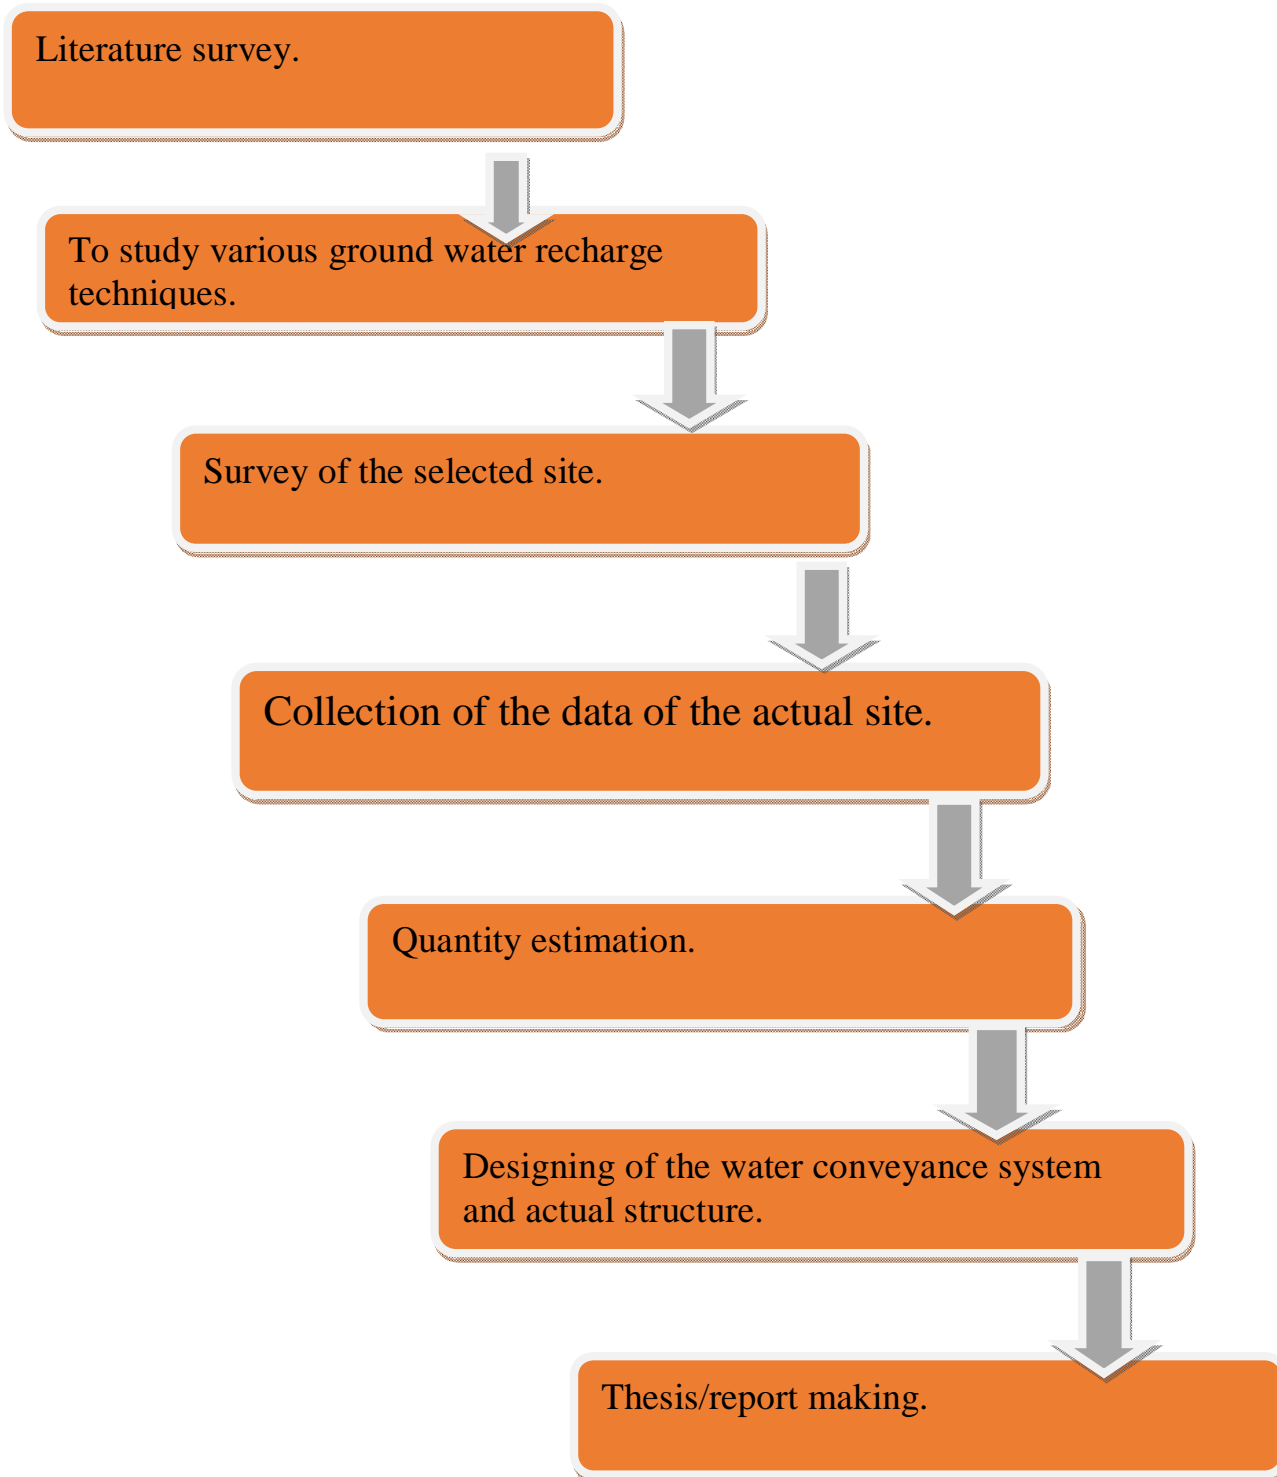 Literature survey.
To study various ground water recharge
techniques.
Survey of the selected site.
Collection of the data of the actual site.
Quantity estimation.
Designing of the water conveyance system
and actual structure.
Thesis/report making.